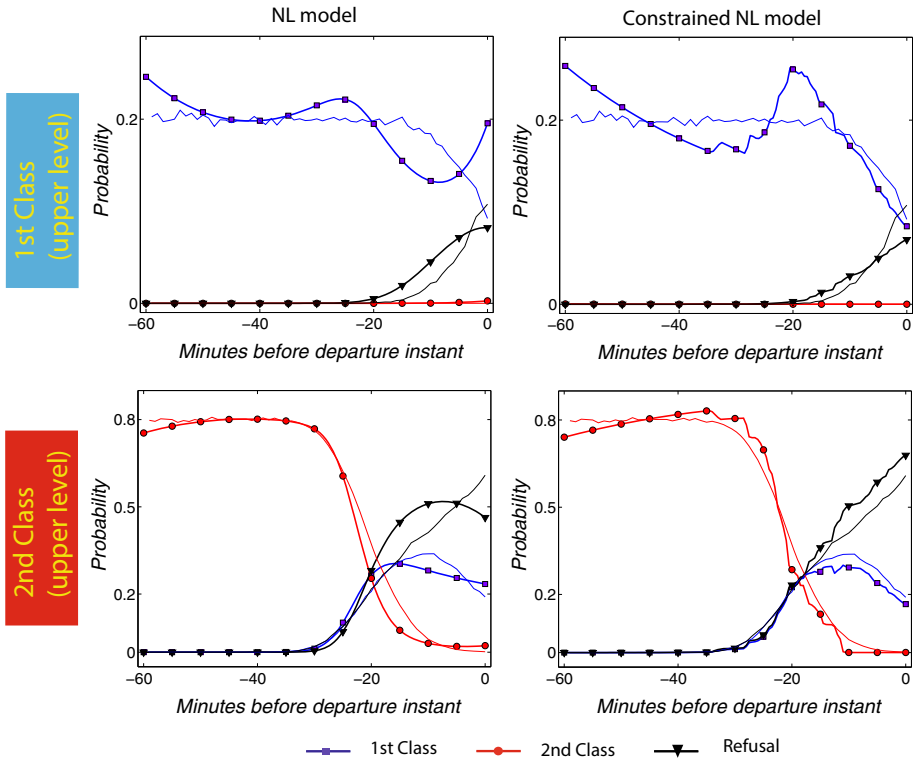 NL model
Constrained NL model
1st Class
(upper level)
Probability
0.2
0
−60
−40
−20
0
Minutes before departure instant
Probability
0.2
0
−60
−40
−20
0
Minutes before departure instant
2nd Class
(upper level)
Probability
0.8
0.5
0.2
0
−60
−40
−20
0
Minutes before departure instant
Probability
0.8
0.5
0.2
0
−60
−40
−20
0
Minutes before departure instant
1st Class
2nd Class
Refusal